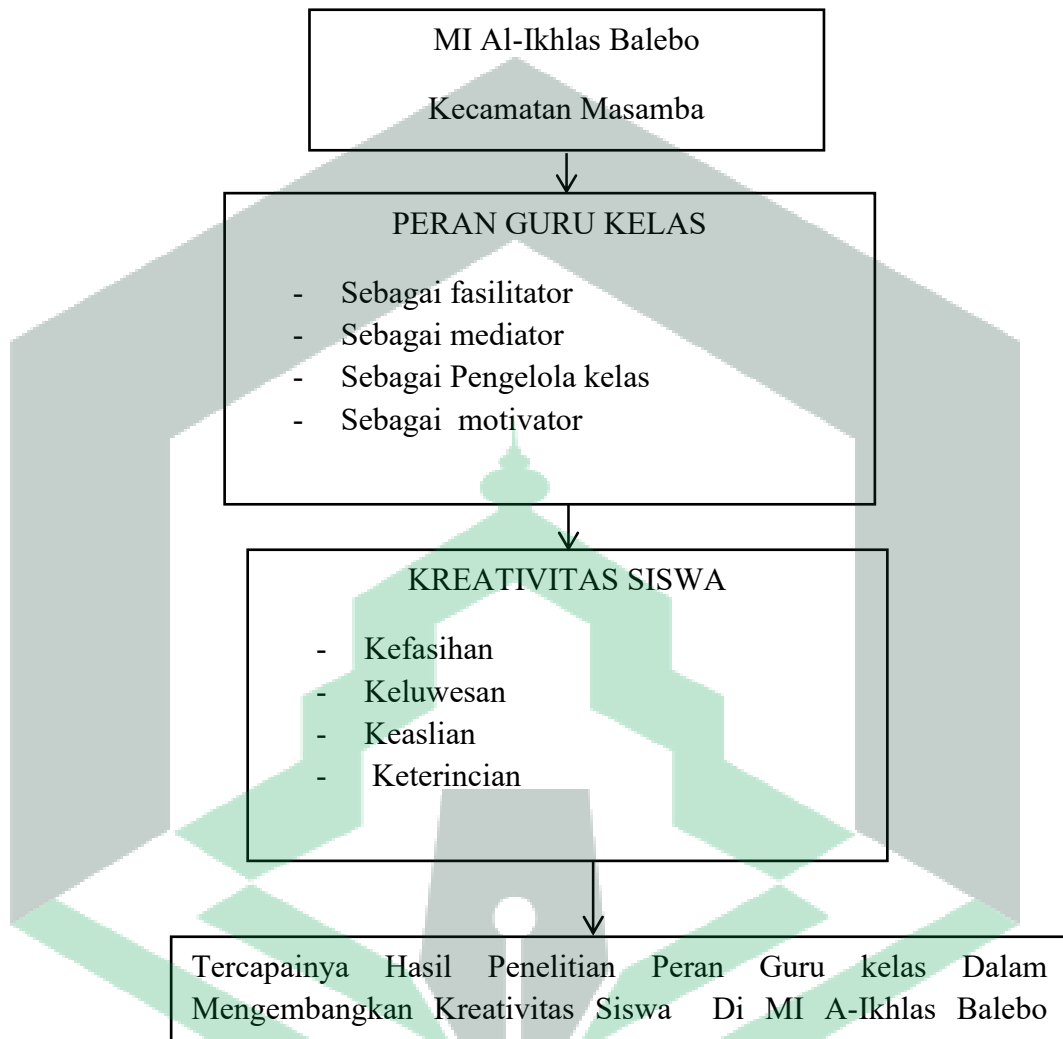 MI Al-Ikhlas Balebo
Kecamatan Masamba
PERAN GURU KELAS
- Sebagai fasilitator
- Sebagai mediator
- Sebagai Pengelola kelas
- Sebagai motivator
KREATIVITAS SISWA
- Kefasihan
- Keluwesan
- Keaslian
- Keterincian
Tercapainya Hasil Penelitian Peran Guru kelas Dalam
Mengembangkan Kreativitas Siswa Di MI A-Ikhlas Balebo